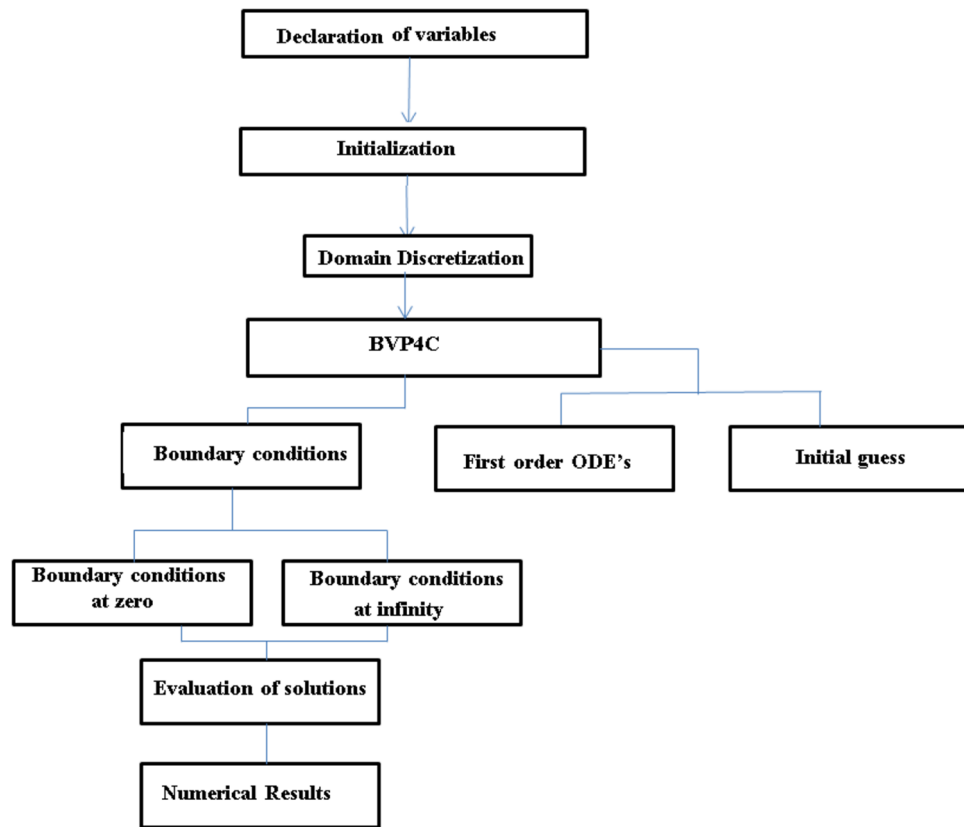 Declaration of variables
Initialization
Domain Discretization
BVP4C
Boundary conditions
First order ODE's
Initial guess
Boundary conditions
at zero
Boundary conditions
at infinity
Evaluation of solutions
Numerical Results